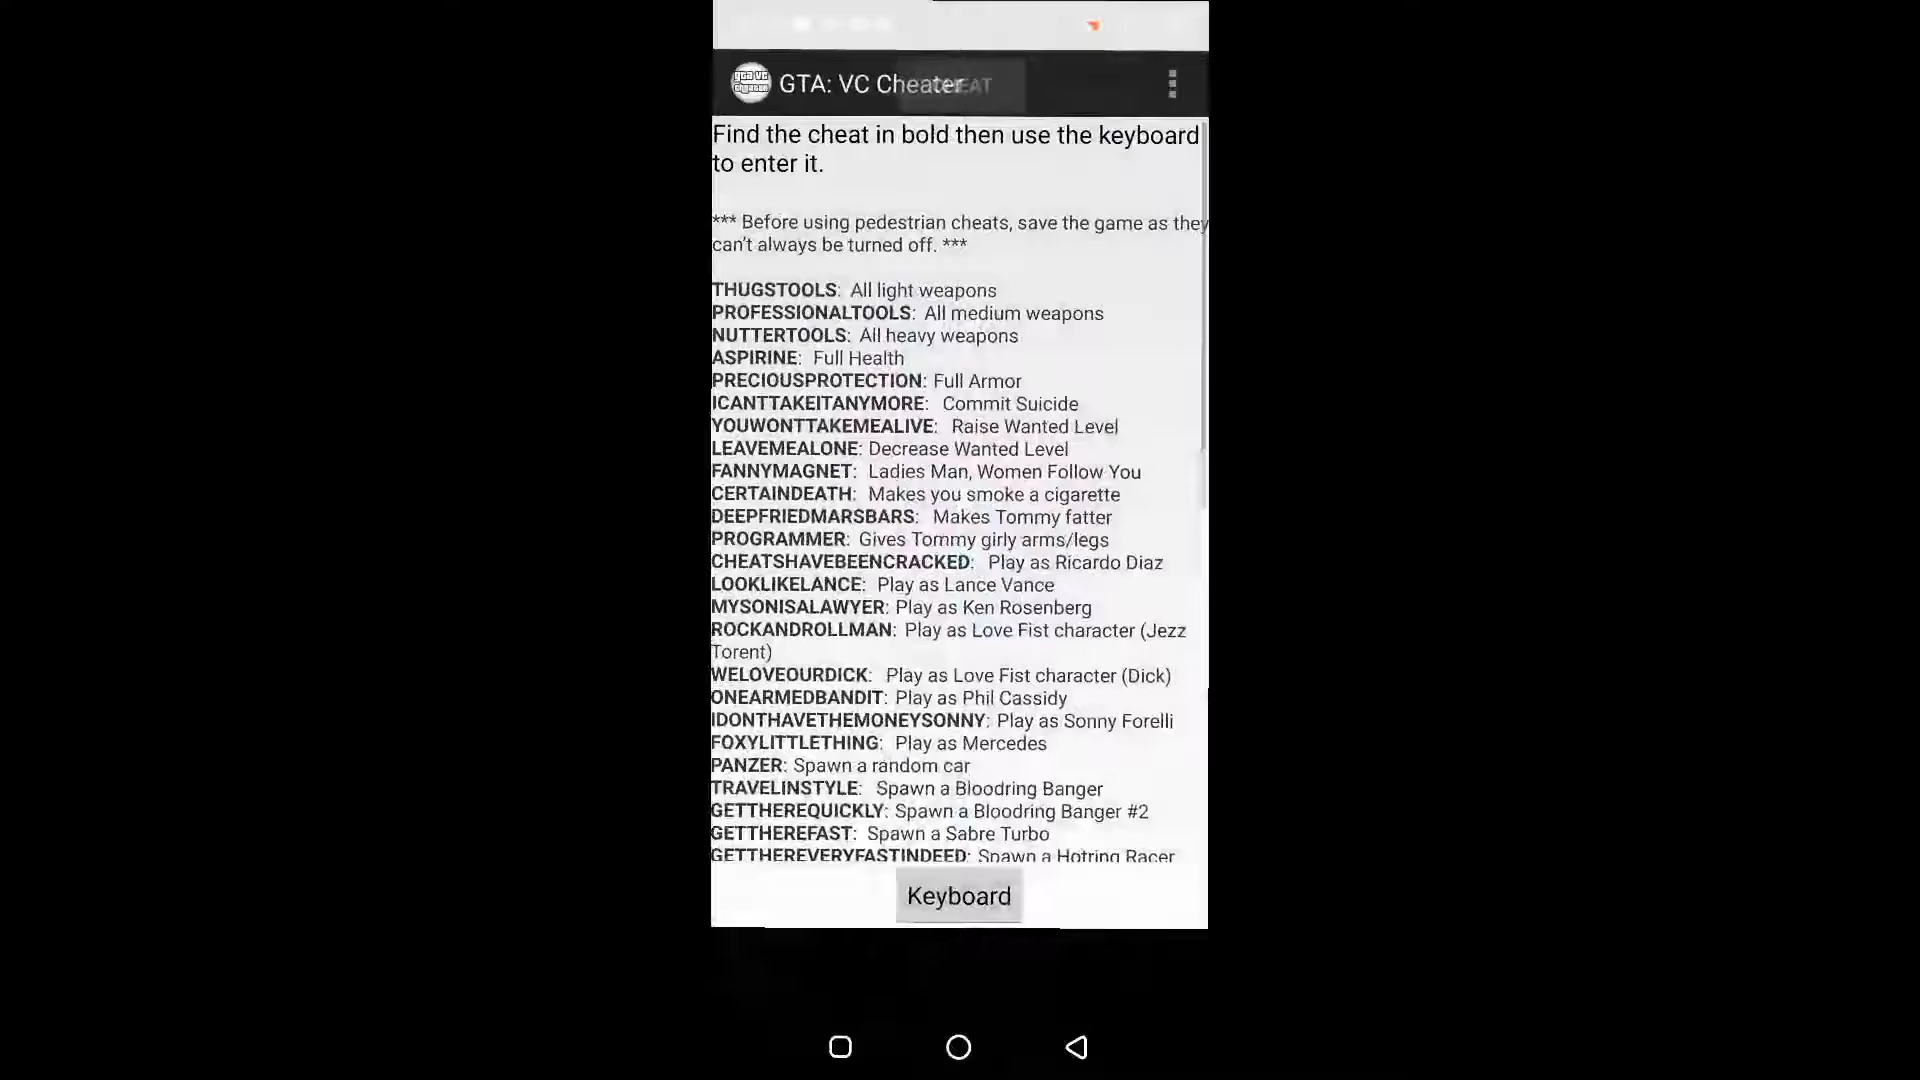 GTA: VC Cheater
Find the cheat in bold then use the keyboard
to enter it.
*** Before using pedestrian cheats, save the game as they
can't always be turned off. ***
THUGSTOOLS: All light weapons
PROFESSIONALTOOLS: All medium weapons
NUTTERTOOLS: All heavy weapons
ASPIRINE: Full Health
PRECIOUSPROTECTION: Full Armor
ICANTTAKEITANYMORE: Commit Suicide
YOUWONTTAKEMEALIVE: Raise Wanted Level
LEAVEMEALONE: Decrease Wanted Level
FANNYMAGNET: Ladies Man, Women Follow You
CERTAINDEATH: Makes you smoke a cigarette
DEEPFRIEDMARSBARS: Makes Tommy fatter
PROGRAMMER: Gives Tommy girly arms/legs
CHEATSHAVEBEENCRACKED: Play as Ricardo Diaz
LOOKLIKELANCE: Play as Lance Vance
MYSONISALAWYER: Play as Ken Rosenberg
ROCKANDROLLMAN: Play as Love Fist character (Jezz
Torent)
WELOVEOURDICK: Play as Love Fist character (Dick)
ONEARMEDBANDIT: Play as Phil Cassidy
IDONTHAVETHEMONEYSONNY: Play as Sonny Forelli
FOXYLITTLETHING: Play as Mercedes
PANZER: Spawn a random car
TRAVELINSTYLE: Spawn a Bloodring Banger
GETTHEREQUICKLY: Spawn a Bloodring Banger #2
GETTHEREFAST: Spawn a Sabre Turbo
GETTHEREVERYFASTINDEED: Spawn a Hotring Racer
Keyboard